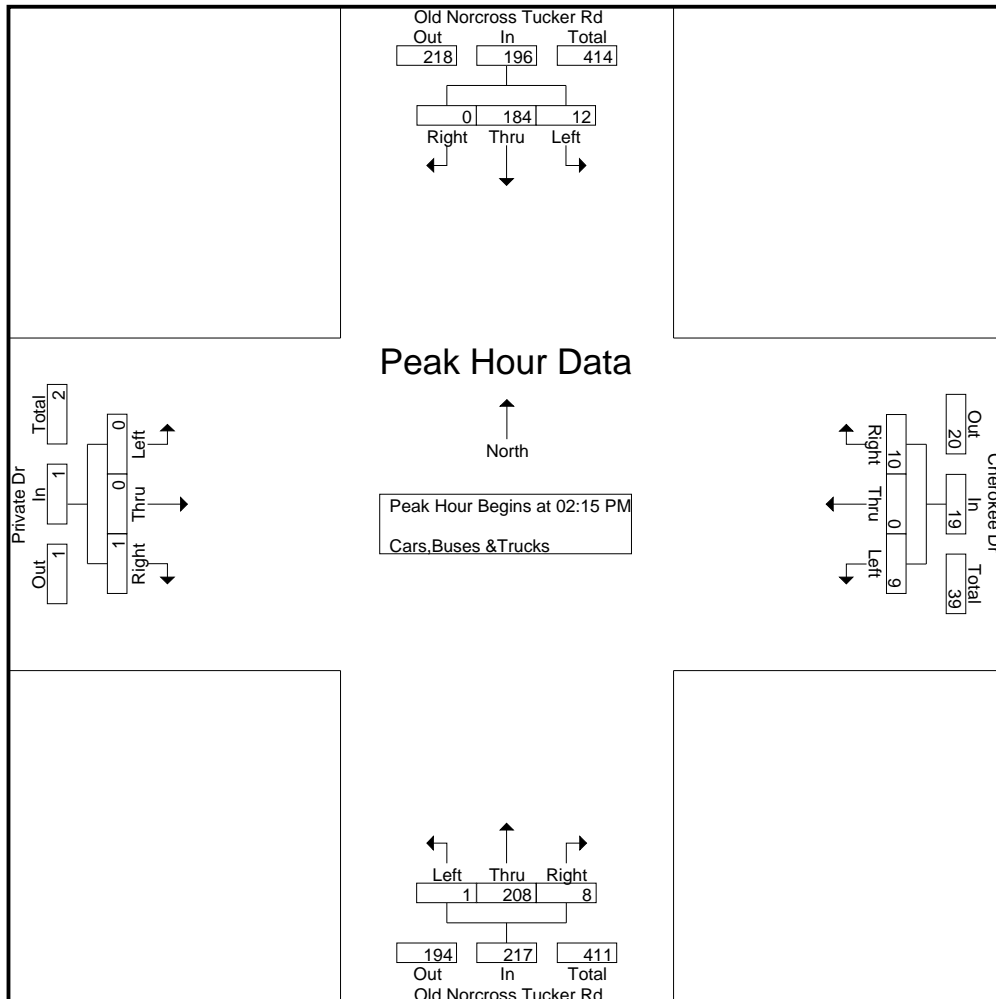 Old Norcross Tucker Rd
Out In Total
218 196 414
0 184 12
Right Thru Left
Peak Hour Data
North
Peak Hour Begins at 02:15 PM
Cars,Buses &Trucks
Private Dr
Out In Total
1 1 2
Left Thru Right
0 0 1
Cherokee Dr
Out In Total
20 19 39
Right Thru Left
10 0 9
Left Thru Right
1 208 8
194 217 411
Out In Total
Old Norcross Tucker Rd